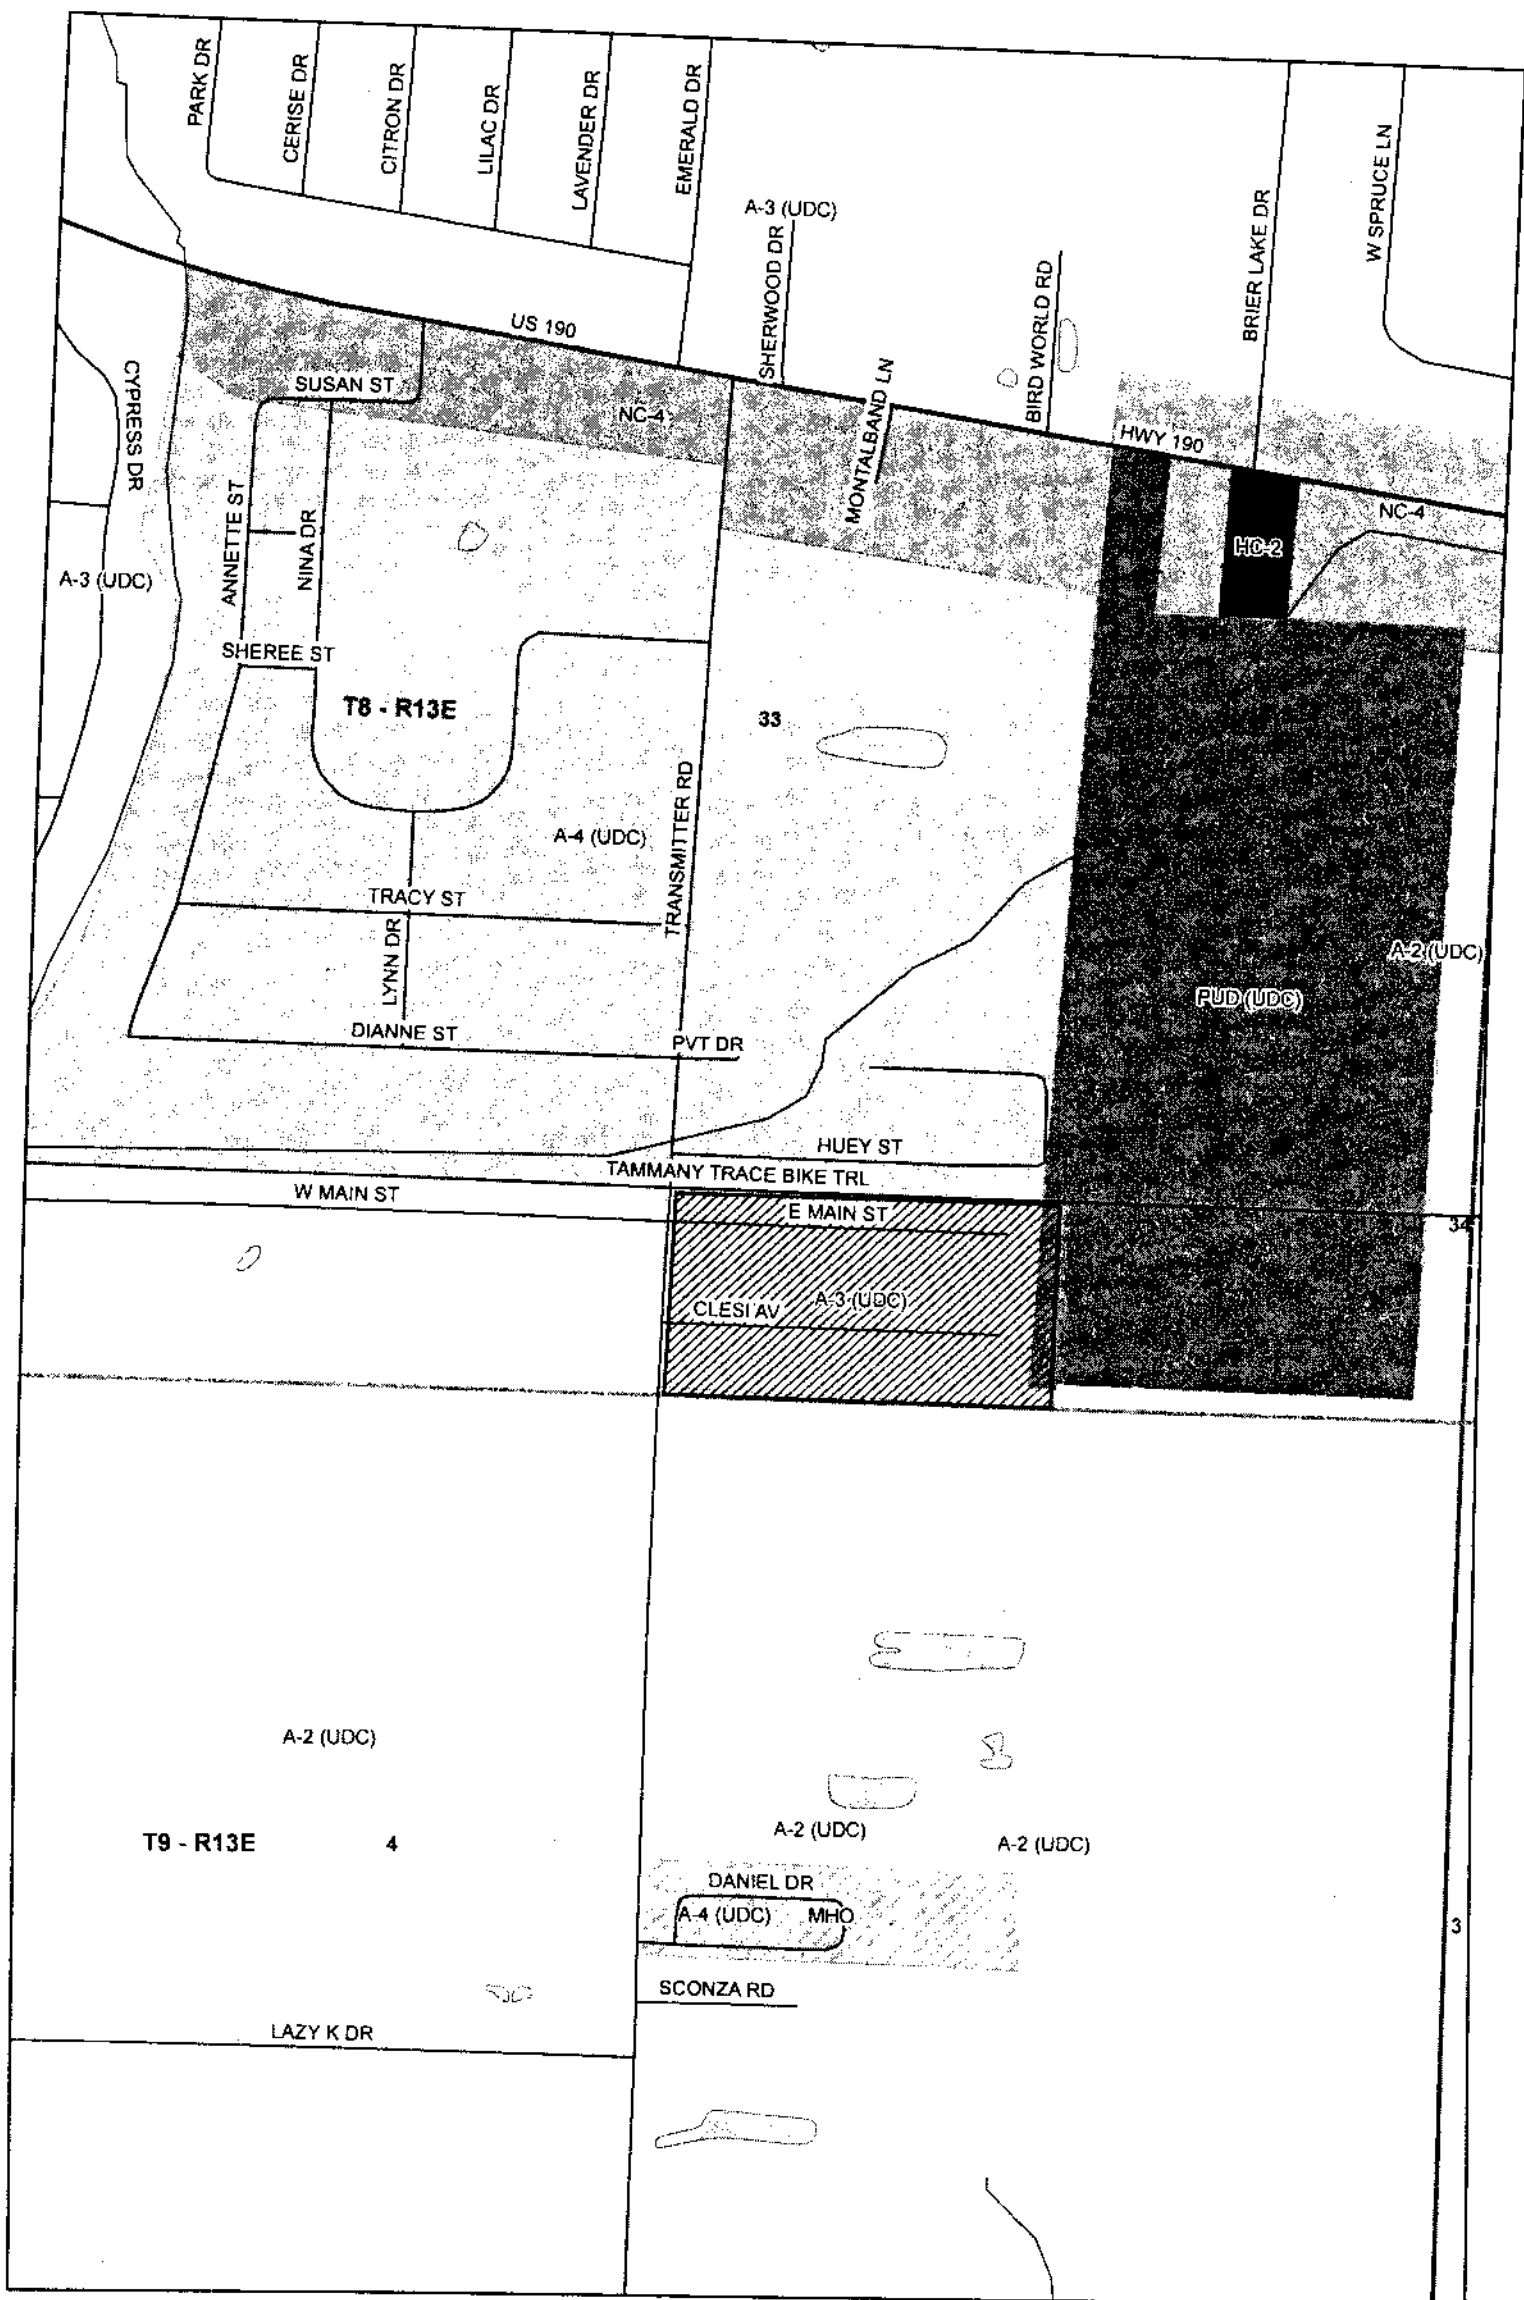 PARK DR
CERISE DR
CITRON DR
LILAC DR
LAVENDER DR
EMERALD DR
A-3 (UDC)
SHERWOOD DR
BIRD WORLD RD
BRIER LAKE DR
W SPRUCE LN
US 190
CYPRESS DR
SUSAN ST
NC-4
MONTALBAND LN
HWY 190
NC-4
HC-2
ANNETTE ST
NINA DR
A-3 (UDC)
SHEREE ST
T8 - R13E
33
TRANSMITTER RD
A-4 (UDC)
TRACY ST
LYNN DR
A-2 (UDC)
PUD (UDC)
DIANNE ST
PVT DR
HUEY ST
TAMMANY TRACE BIKE TRL
W MAIN ST
E MAIN ST
34
CLESI AV
A-3 (UDC)
A-2 (UDC)
T9 - R13E
4
A-2 (UDC)
A-2 (UDC)
DANIEL DR
A-4 (UDC)
MHO
3
SCONZA RD
LAZY K DR